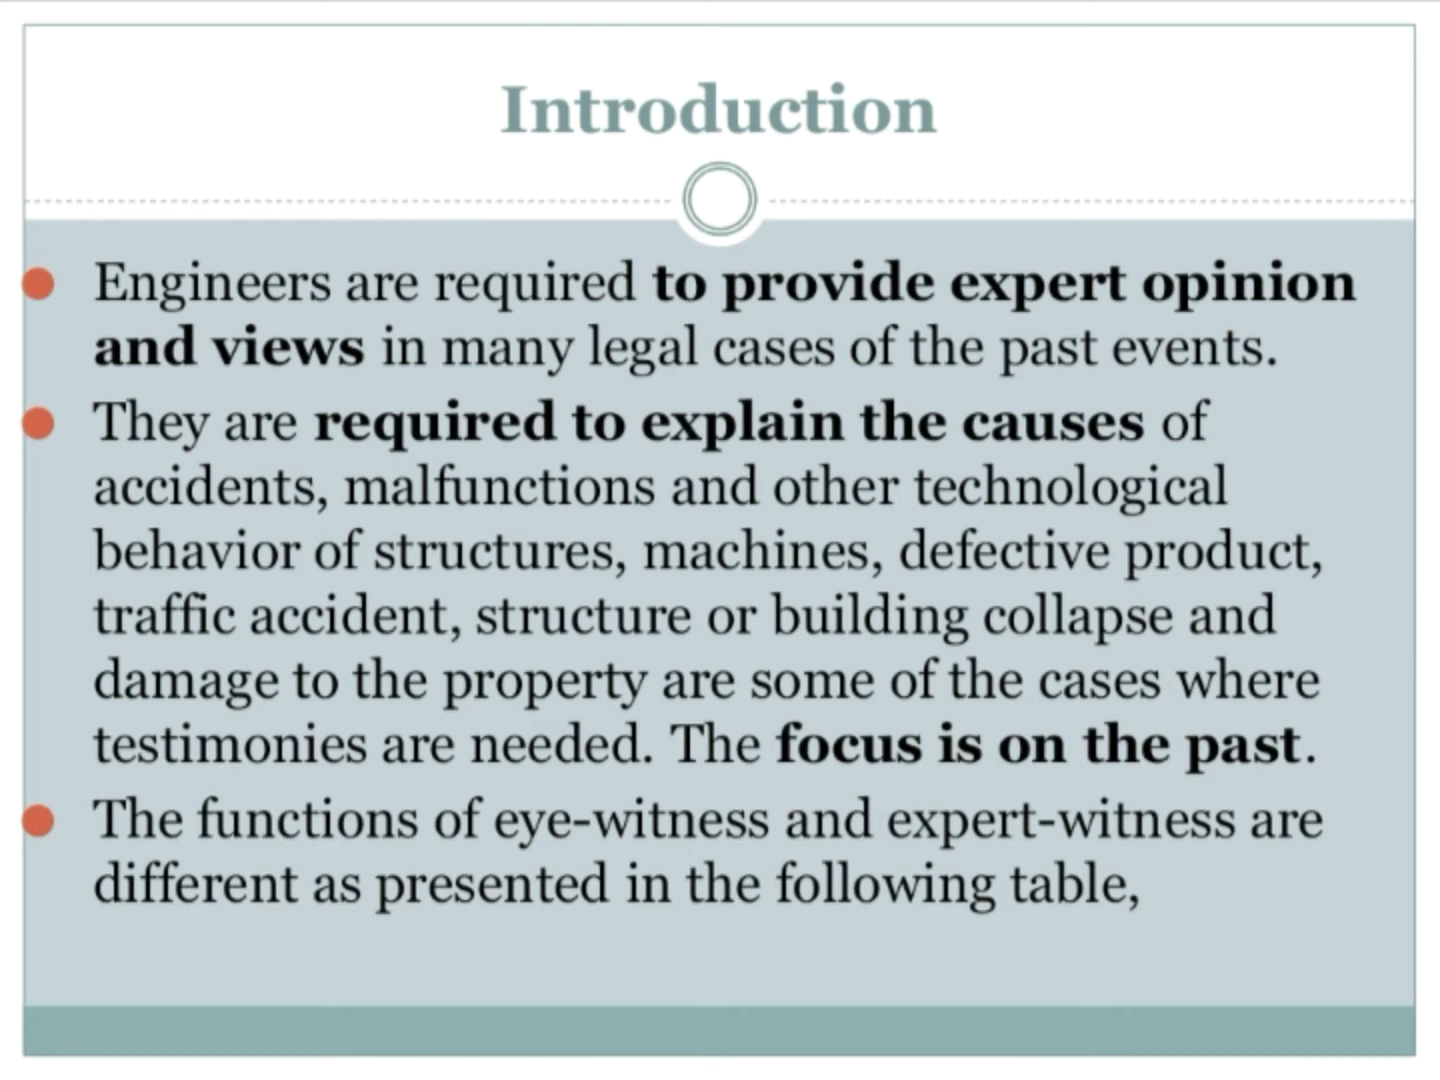 Introduction
Engineers are required to provide expert opinion
and views in many legal cases of the past events.
They are required to explain the causes of
accidents, malfunctions and other technological
behavior of structures, machines, defective product,
traffic accident, structure or building collapse and
damage to the property are some of the cases where
testimonies are needed. The focus is on the past.
The functions of eye-witness and expert-witness are
different as presented in the following table,